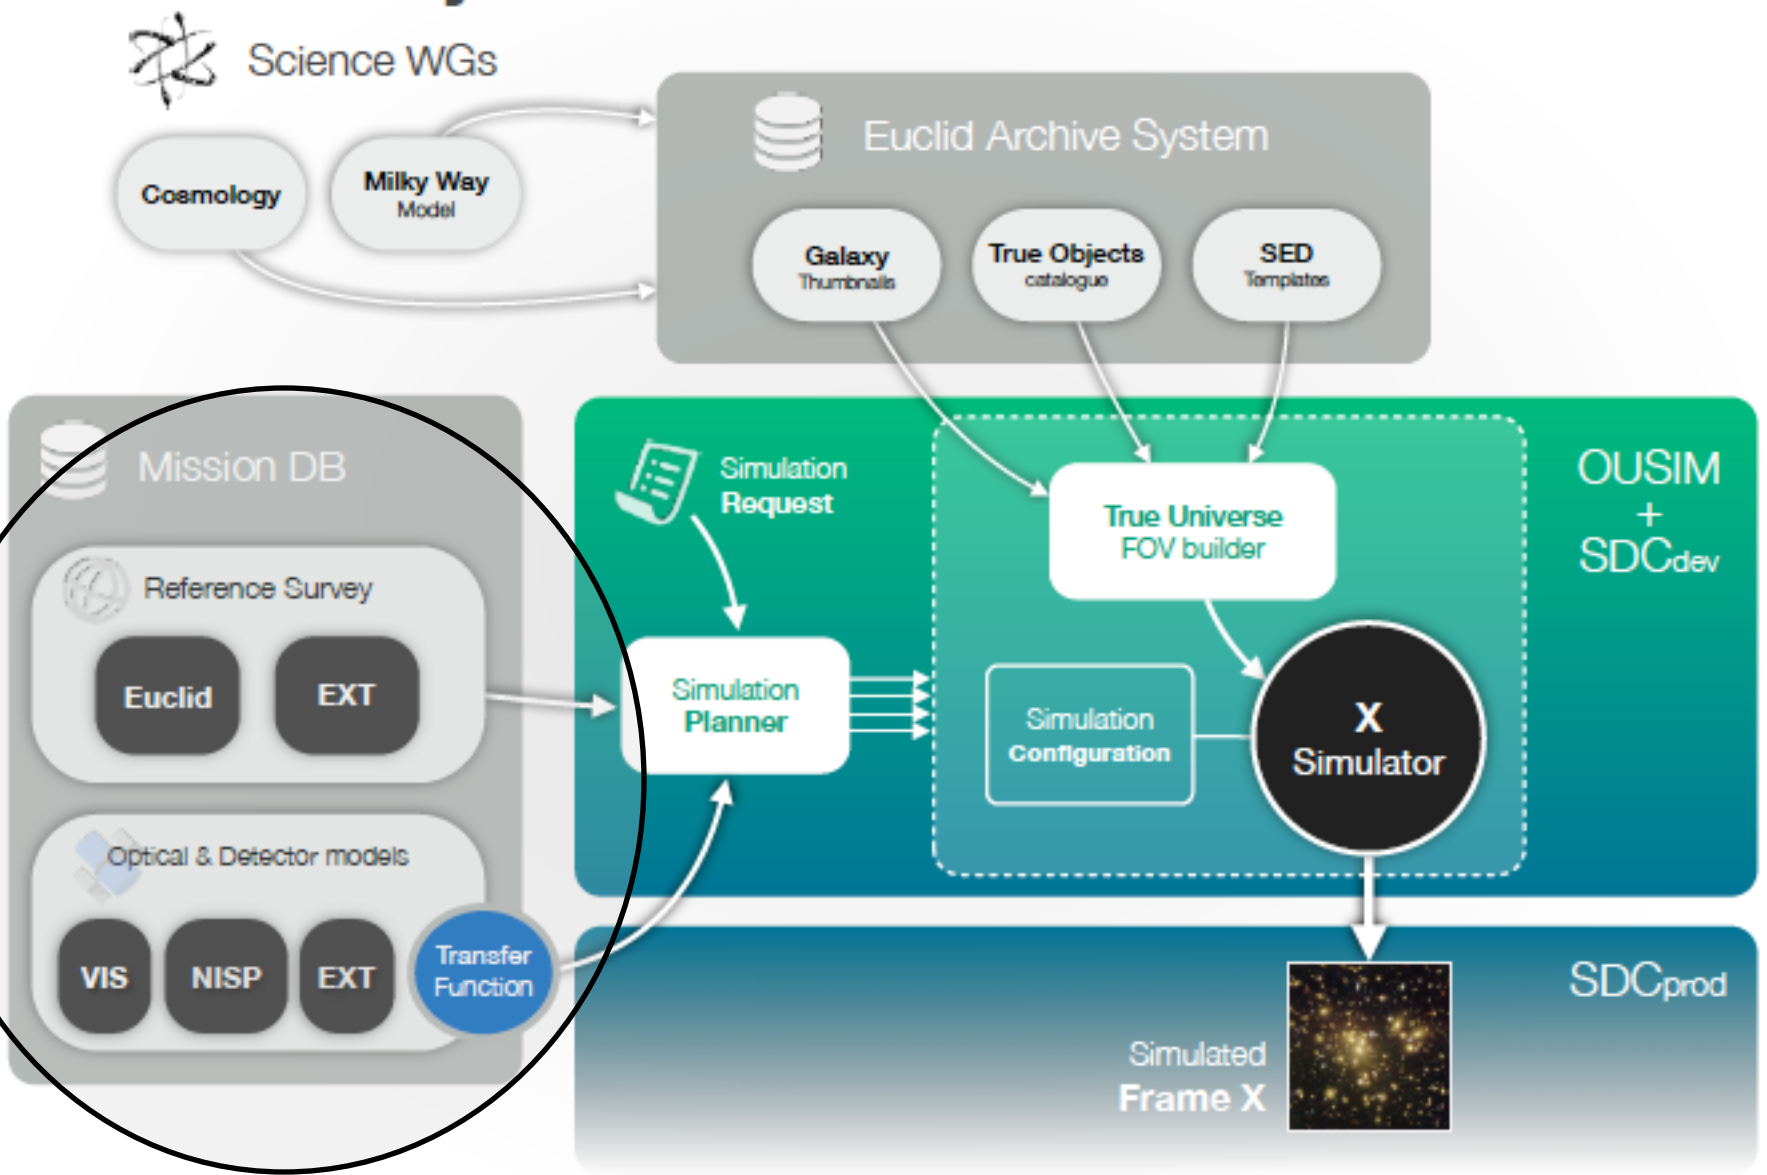 Science WGs
Cosmology
Milky Way
Model
Euclid Archive System
Galaxy
Thumbnails
True Objects
catalogue
SED
Templates
Mission DB
Reference Survey
Euclid
EXT
Optical & Detector models
VIS
NISP
EXT
Transfer
Function
Simulation
Request
Simulation
Planner
True Universe
FOV builder
Simulation
Configuration
X
Simulator
OUSIM
+
SDCdev
SDCprod
Simulated
Frame X